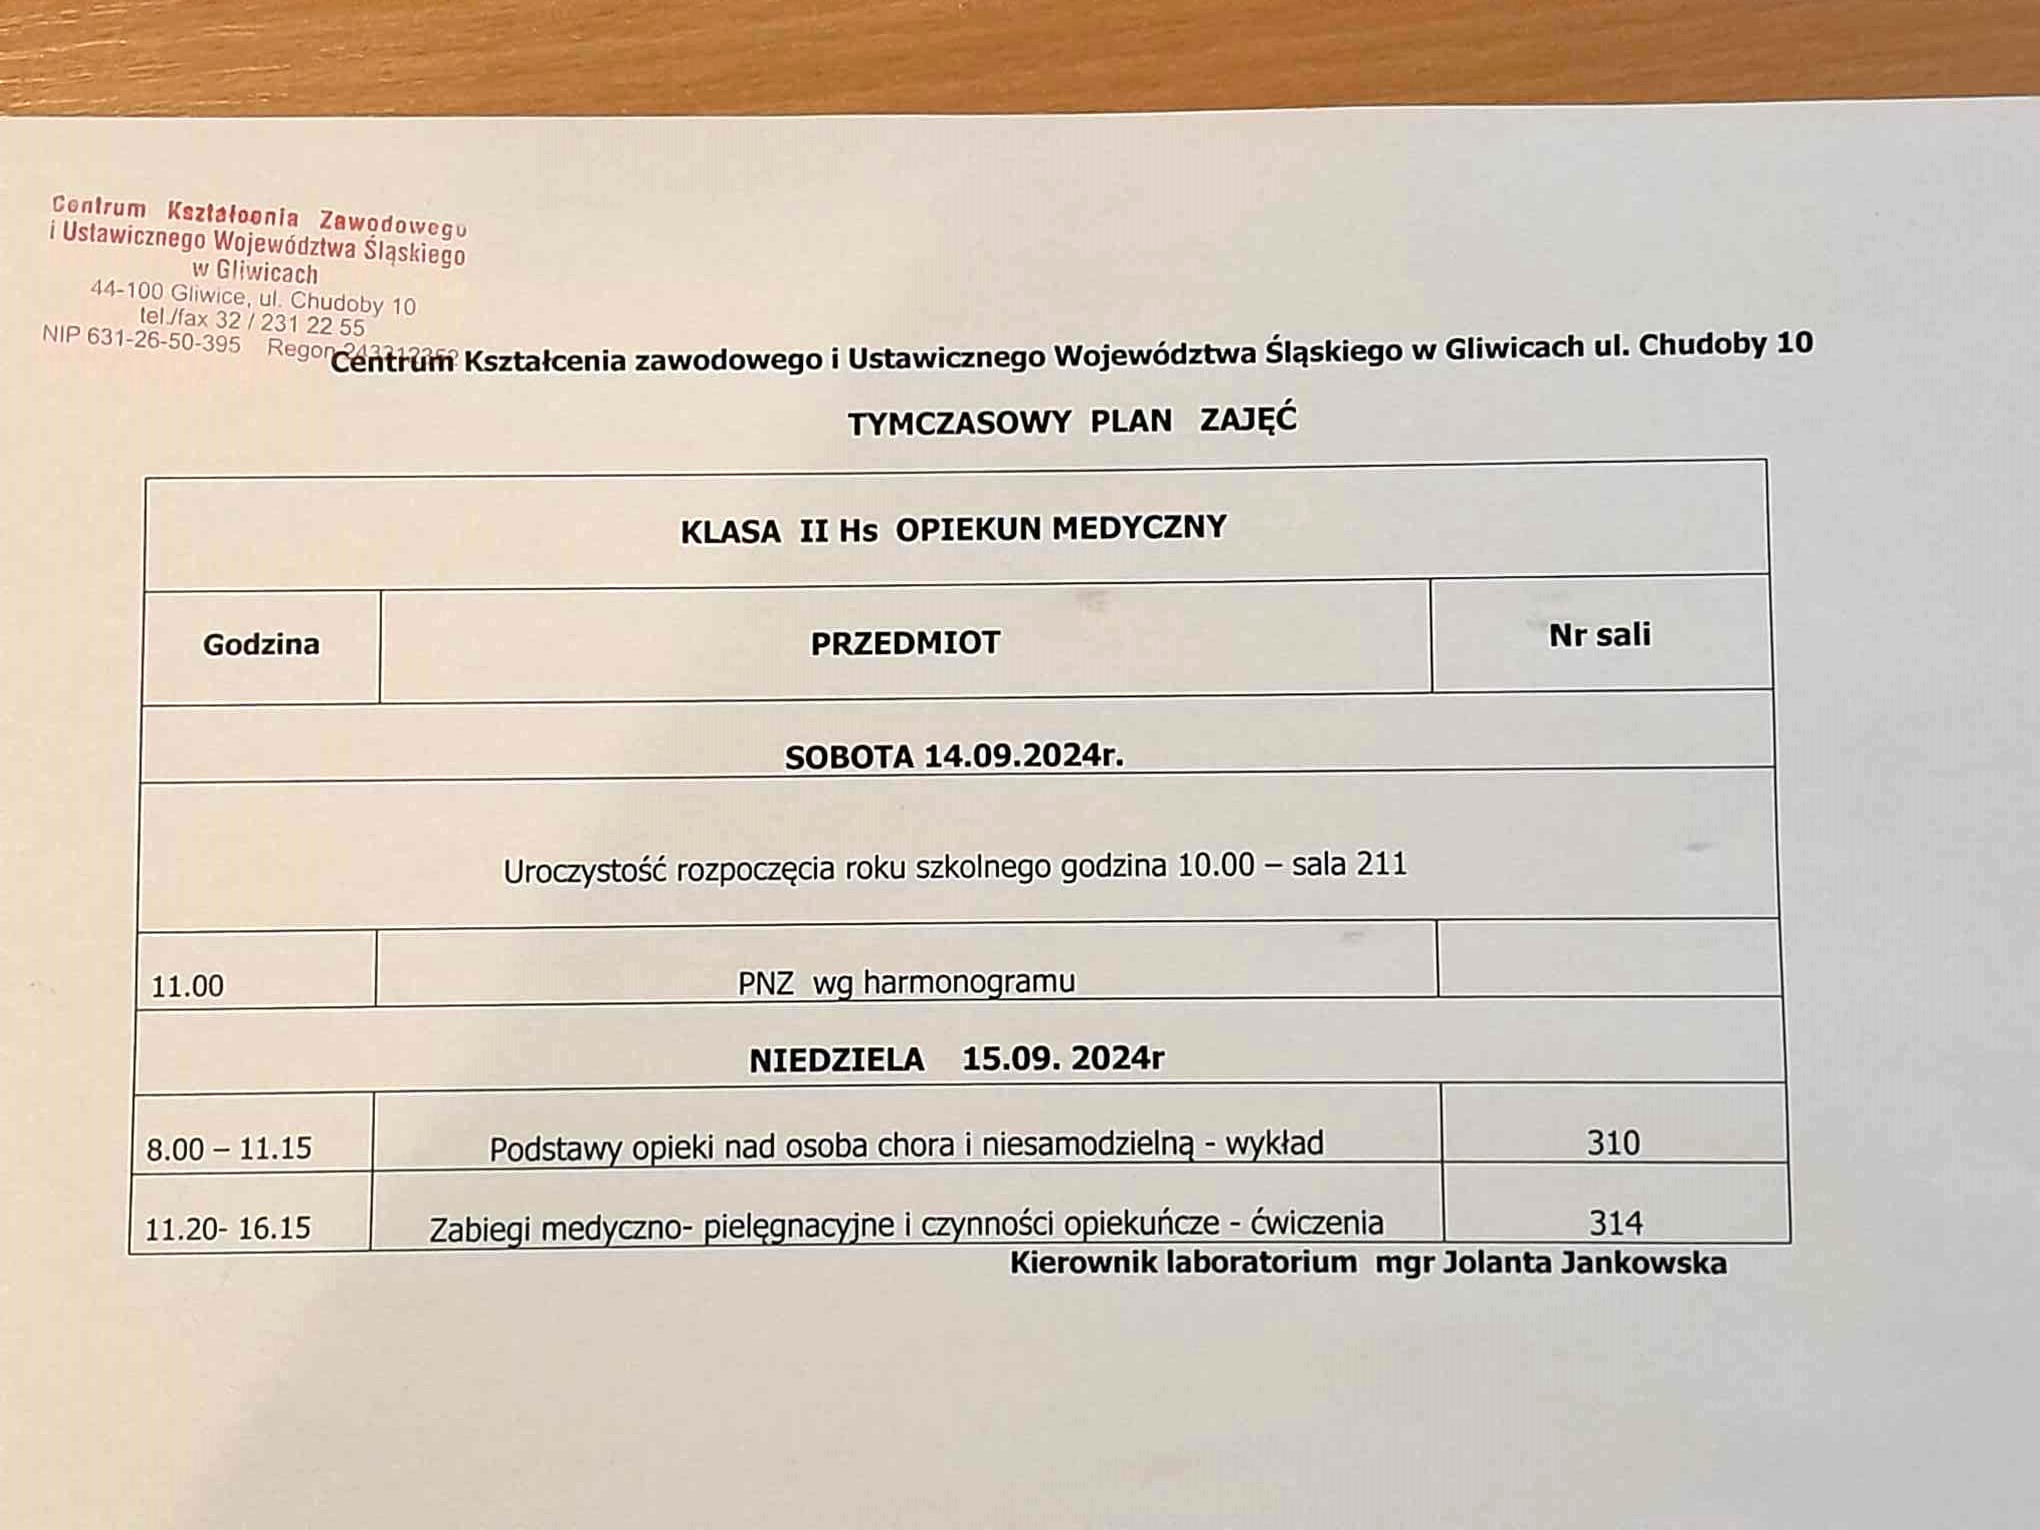 Centrum Kształcenia Zawodowego
i Ustawicznego Województwa Śląskiego
w Gliwicach
44-100 Gliwice, ul. Chudoby 10
tel./fax 32 / 231 22 55
NIP 631-26-50-395 Regon
Centrum Kształcenia zawodowego i Ustawicznego Województwa Śląskiego w Gliwicach ul. Chudoby 10
TYMCZASOWY PLAN ZAJĘĆ
KLASA II Hs OPIEKUN MEDYCZNY
Godzina PRZEDMIOT Nr sali
SOBOTA 14.09.2024r.
Uroczystość rozpoczęcia roku szkolnego godzina 10.00 – sala 211
11.00 PNZ wg harmonogramu
NIEDZIELA 15.09. 2024r
8.00 – 11.15 Podstawy opieki nad osoba chora i niesamodzielną - wykład 310
11.20- 16.15 Zabiegi medyczno- pielęgnacyjne i czynności opiekuńcze - ćwiczenia 314
Kierownik laboratorium mgr Jolanta Jankowska